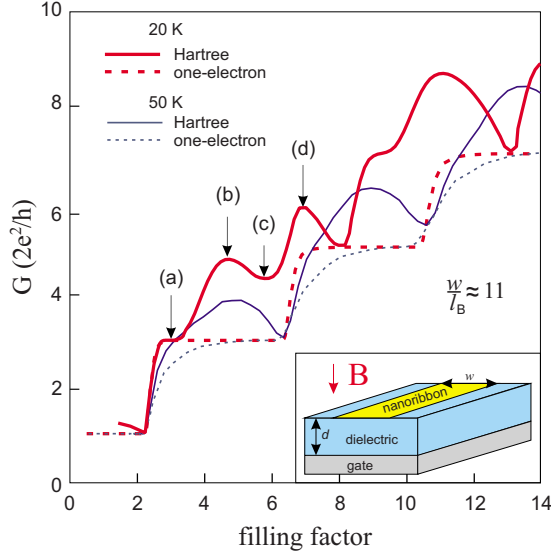 20 K
Hartree
one-electron
50 K
Hartree
one-electron
(a)
(b)
(c)
(d)
w/l_B ≈ 11
B
w
nanoribbon
d
dielectric
gate
G (2e²/h)
10
8
6
4
2
0
0 2 4 6 8 10 12 14
filling factor